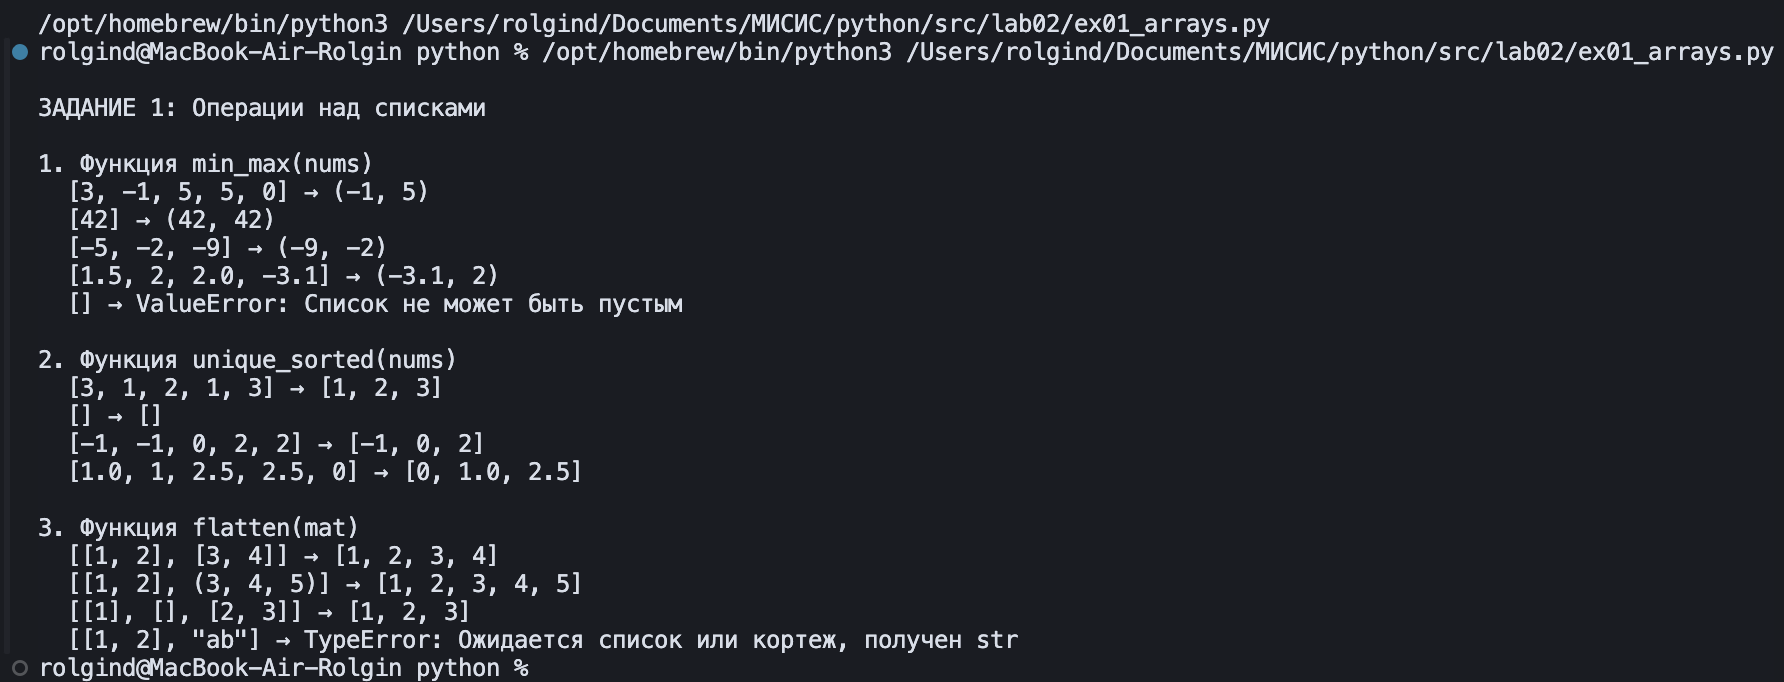 /opt/homebrew/bin/python3 /Users/rolgind/Documents/МИСИС/python/src/lab02/ex01_arrays.py
rolgind@MacBook-Air-Rolgin python % /opt/homebrew/bin/python3 /Users/rolgind/Documents/МИСИС/python/src/lab02/ex01_arrays.py
ЗАДАНИЕ 1: Операции над списками
1. Функция min_max(nums)
[3, -1, 5, 5, 0] → (-1, 5)
[42] → (42, 42)
[-5, -2, -9] → (-9, -2)
[1.5, 2, 2.0, -3.1] → (-3.1, 2)
[] → ValueError: Список не может быть пустым
2. Функция unique_sorted(nums)
[3, 1, 2, 1, 3] → [1, 2, 3]
[] → []
[-1, -1, 0, 2, 2] → [-1, 0, 2]
[1.0, 1, 2.5, 2.5, 0] → [0, 1.0, 2.5]
3. Функция flatten(mat)
[[1, 2], [3, 4]] → [1, 2, 3, 4]
[[1, 2], (3, 4, 5)] → [1, 2, 3, 4, 5]
[[1], [], [2, 3]] → [1, 2, 3]
[[1, 2], "ab"] → TypeError: Ожидается список или кортеж, получен str
rolgind@MacBook-Air-Rolgin python %